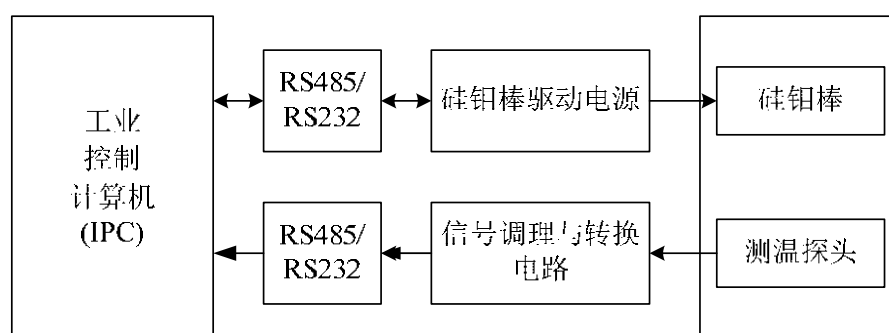 工业
控制
计算机
(IPC)
RS485/
RS232
硅钼棒驱动电源
硅钼棒
RS485/
RS232
信号调理与转换
电路
测温探头